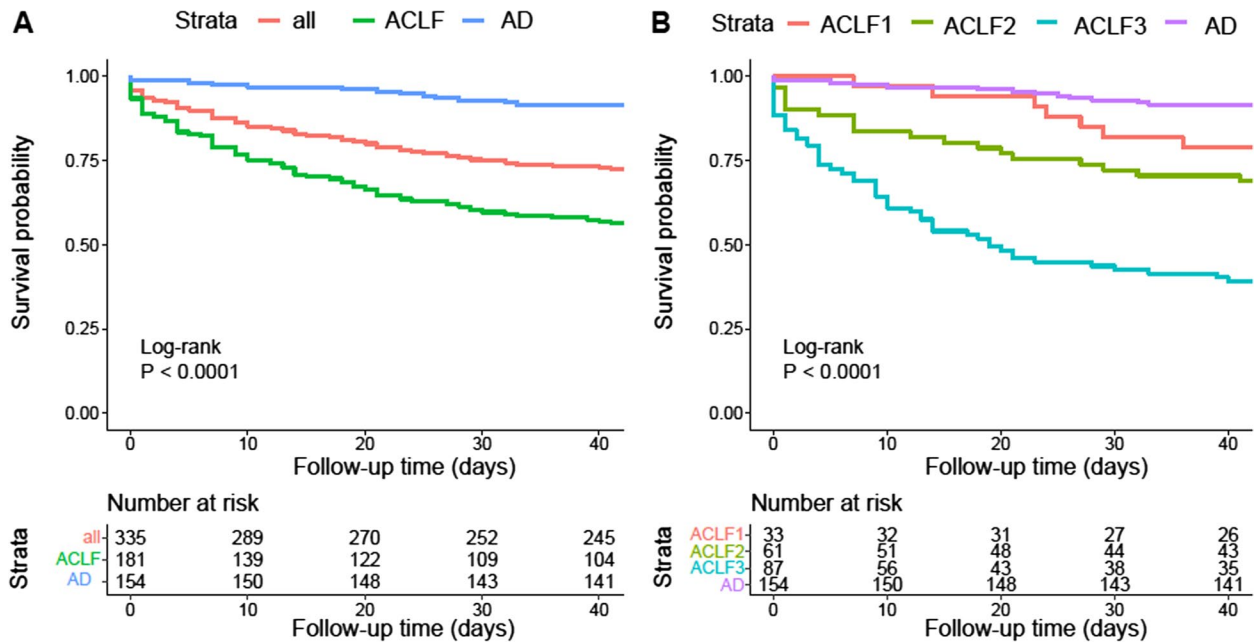 A
Strata all ACLF AD
Survival probability
1.00
0.75
0.50
0.25
0.00
Log-rank
P < 0.0001
0 10 20 30 40
Follow-up time (days)
Number at risk
Strata
all 335 289 270 252 245
ACLF 181 139 122 109 104
AD 154 150 148 143 141
0 10 20 30 40
Follow-up time (days)
B
Strata ACLF1 ACLF2 ACLF3 AD
Survival probability
1.00
0.75
0.50
0.25
0.00
Log-rank
P < 0.0001
0 10 20 30 40
Follow-up time (days)
Number at risk
Strata
ACLF1 33 32 31 27 26
ACLF2 61 51 48 44 43
ACLF3 87 56 43 38 35
AD 154 150 148 143 141
0 10 20 30 40
Follow-up time (days)